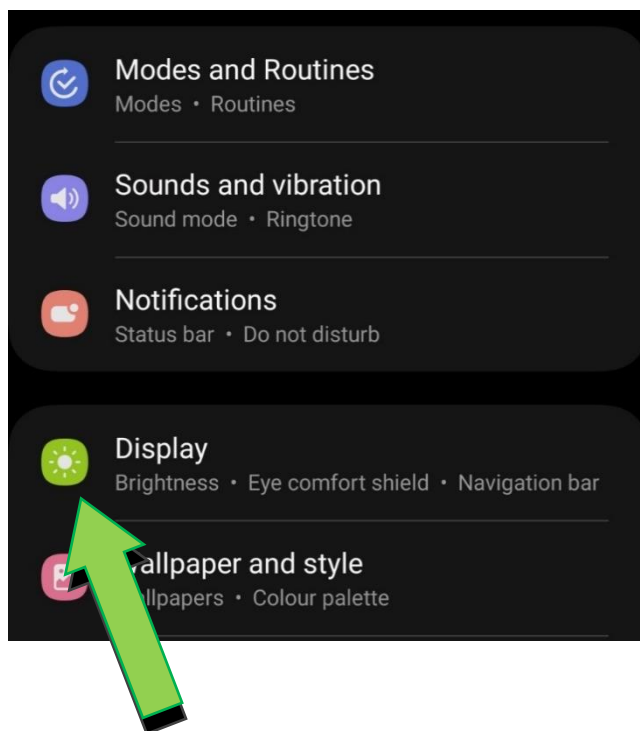 Modes and Routines
Modes • Routines
Sounds and vibration
Sound mode • Ringtone
Notifications
Status bar • Do not disturb
Display
Brightness • Eye comfort shield • Navigation bar
and style
• Colour palette